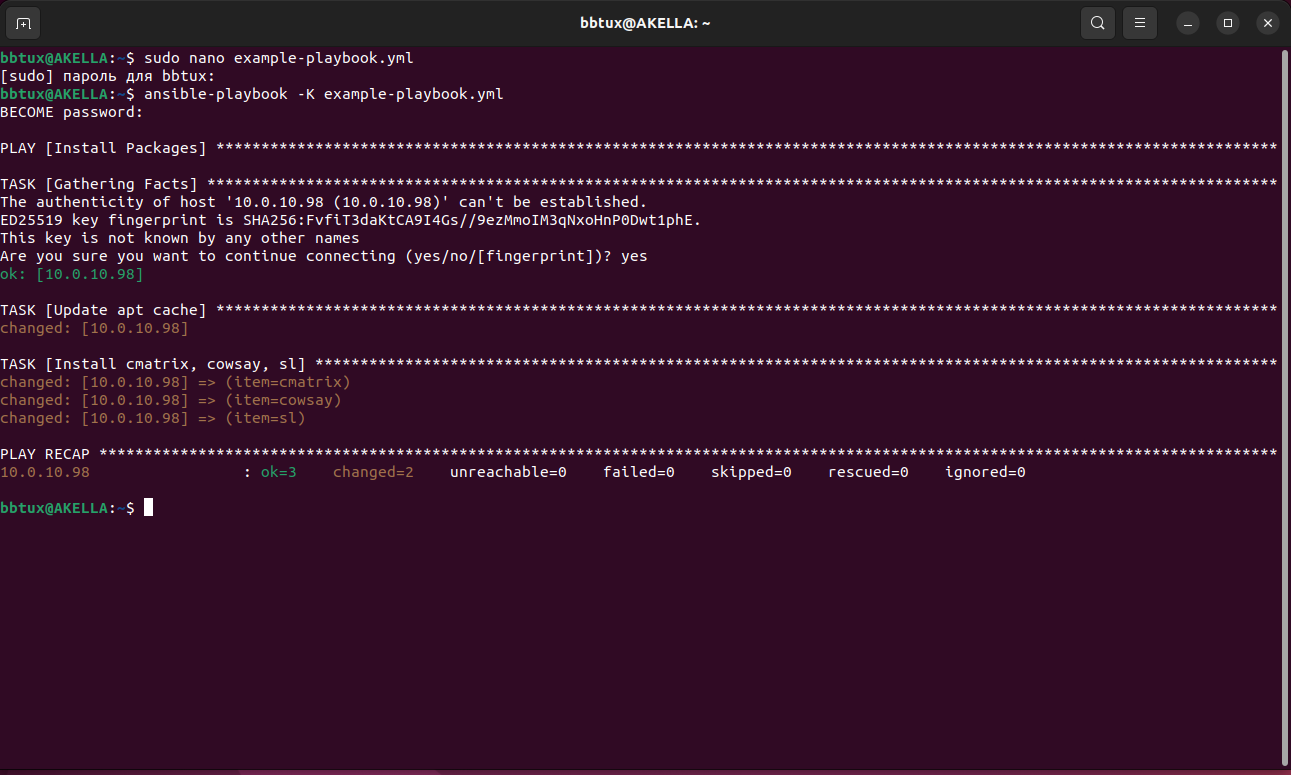 bbtux@AKELLA: ~
bbtux@AKELLA:~$ sudo nano example-playbook.yml
[sudo] пароль для bbtux:
bbtux@AKELLA:~$ ansible-playbook -K example-playbook.yml
BECOME password:
PLAY [Install Packages] **********************************************************************************************************************
TASK [Gathering Facts] ***********************************************************************************************************************
The authenticity of host '10.0.10.98 (10.0.10.98)' can't be established.
ED25519 key fingerprint is SHA256:FvfiT3daKtCA9I4Gs//9ezMmoIM3qNxoHnP0Dwt1phE.
This key is not known by any other names
Are you sure you want to continue connecting (yes/no/[fingerprint])? yes
ok: [10.0.10.98]
TASK [Update apt cache] **********************************************************************************************************************
changed: [10.0.10.98]
TASK [Install cmatrix, cowsay, sl] ***********************************************************************************************************
changed: [10.0.10.98] => (item=cmatrix)
changed: [10.0.10.98] => (item=cowsay)
changed: [10.0.10.98] => (item=sl)
PLAY RECAP ***********************************************************************************************************************************
10.0.10.98                 : ok=3    changed=2    unreachable=0    failed=0    skipped=0    rescued=0    ignored=0
bbtux@AKELLA:~$